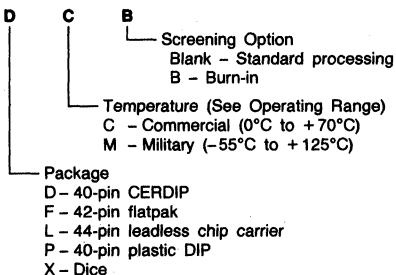 D C B
Screening Option
Blank – Standard processing
B – Burn-in
Temperature (See Operating Range)
C – Commercial (0°C to +70°C)
M – Military (–55°C to +125°C)
Package
D – 40-pin CERDIP
F – 42-pin flatpak
L – 44-pin leadless chip carrier
P – 40-pin plastic DIP
X – Dice